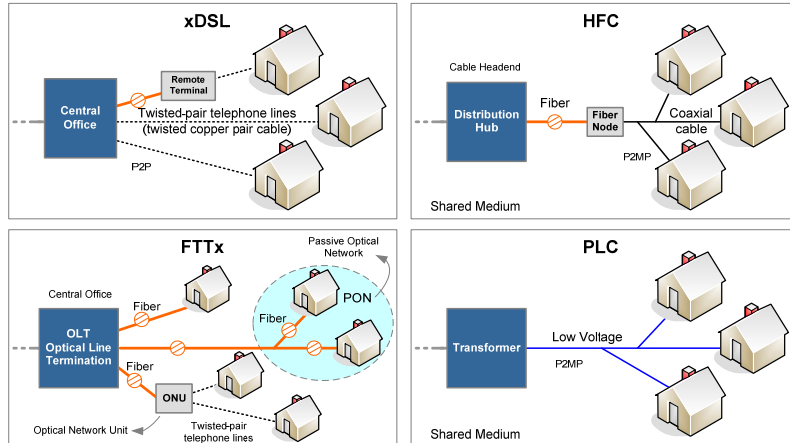 xDSL
Remote
Terminal
Central
Office
Twisted-pair telephone lines
(twisted copper pair cable)
P2P
HFC
Cable Headend
Distribution
Hub
Fiber
Fiber
Node
Coaxial
cable
P2MP
Shared Medium
FTTx
Passive Optical
Network
Central Office
Fiber
PON
OLT
Optical Line
Termination
Fiber
Fiber
ONU
Optical Network Unit
Twisted-pair
telephone lines
PLC
Transformer
Low Voltage
P2MP
Shared Medium